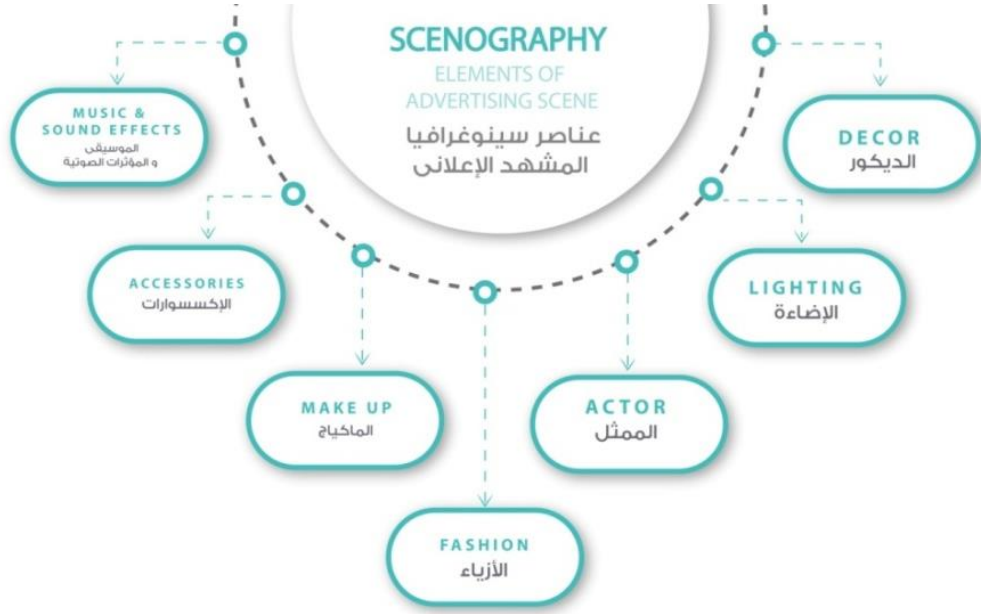 SCENOGRAPHY
ELEMENTS OF
ADVERTISING SCENE
عناصر سينوغرافيا
المشهد الإعلانى
MUSIC &
SOUND EFFECTS
الموسيقى
و المؤثرات الصوتية
DECOR
الديكور
ACCESSORIES
الإكسسوارات
LIGHTING
الإضاءة
MAKE UP
الماكياج
ACTOR
الممثل
FASHION
الأزياء